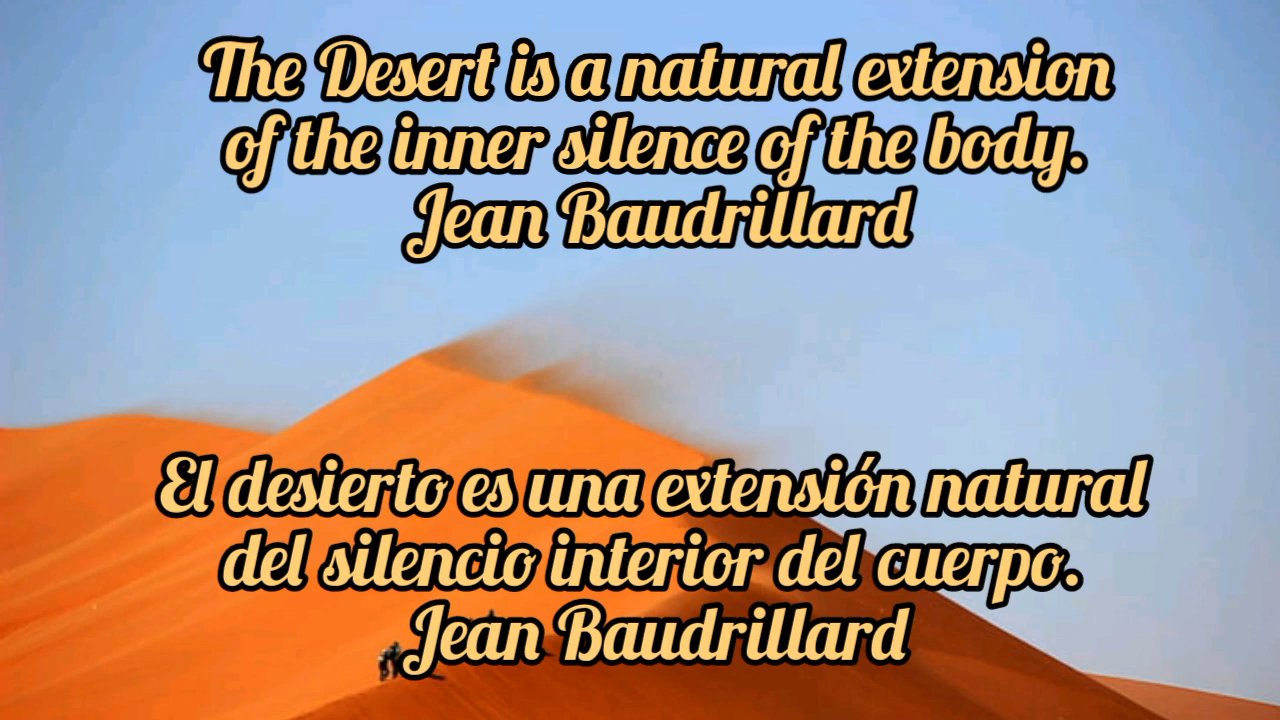 The Desert is a natural extension
of the inner silence of the body.
Jean Baudrillard
El desierto es una extensión natural
del silencio interior del cuerpo.
Jean Baudrillard